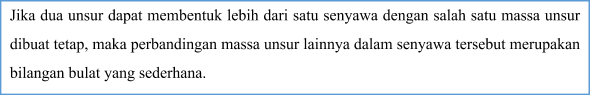 Jika dua unsur dapat membentuk lebih dari satu senyawa dengan salah satu massa unsur
dibuat tetap, maka perbandingan massa unsur lainnya dalam senyawa tersebut merupakan
bilangan bulat yang sederhana.